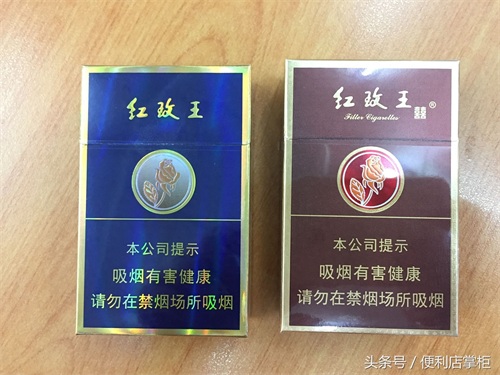 红玫王
本公司提示
吸烟有害健康
请勿在禁烟场所吸烟
红玫王®
Filter Cigarettes
囍
本公司提示
吸烟有害健康
请勿在禁烟场所吸烟
头条号 / 便利店掌柜